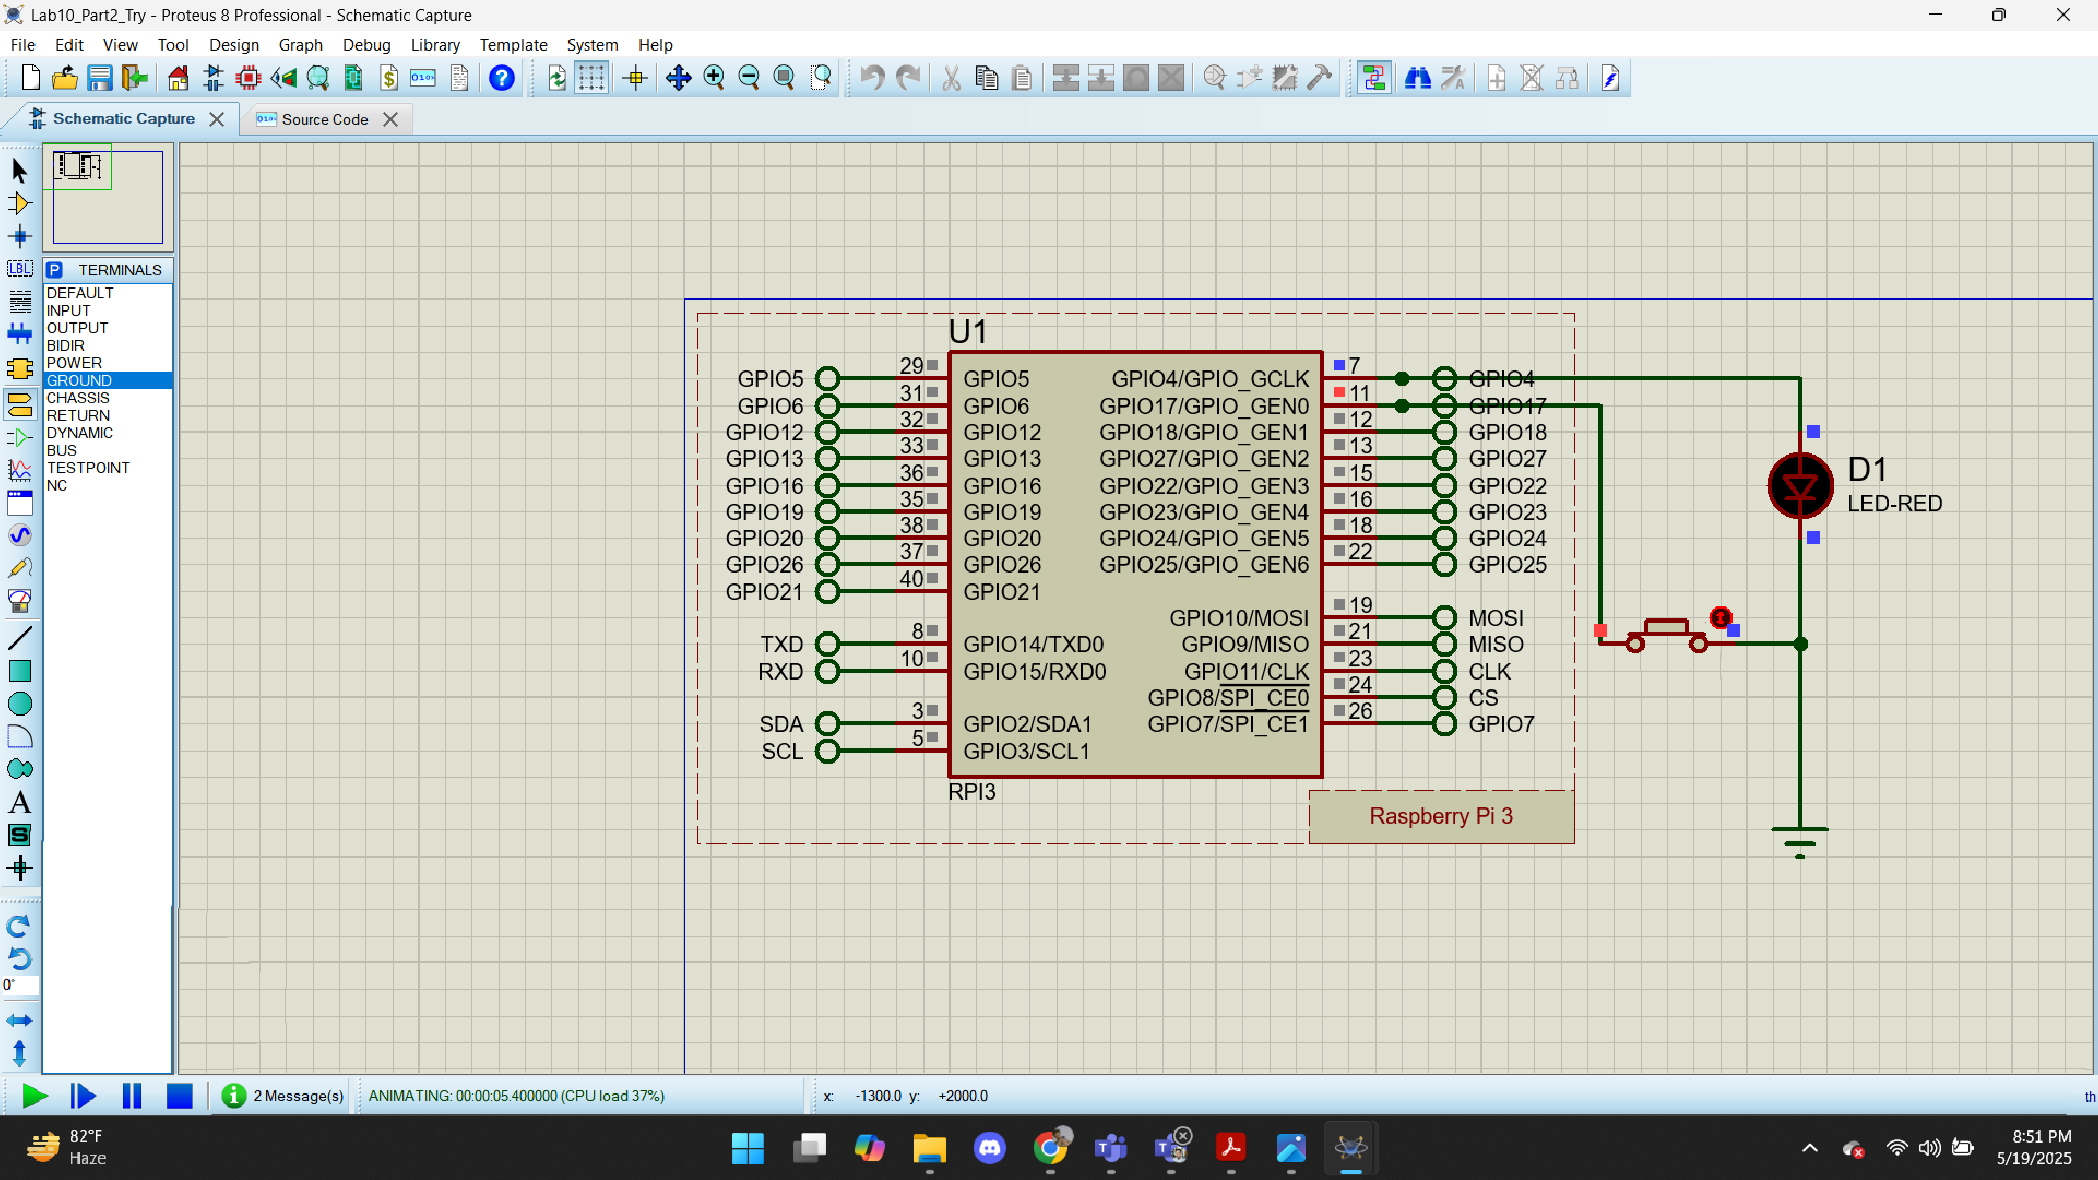 Lab10_Part2_Try - Proteus 8 Professional - Schematic Capture
File Edit View Tool Design Graph Debug Library Template System Help
Schematic Capture
Source Code
LBL
P TERMINALS
DEFAULT
INPUT
OUTPUT
BIDIR
POWER
GROUND
CHASSIS
RETURN
DYNAMIC
BUS
TESTPOINT
NC
A
S
0°
U1
GPIO5 29 GPIO5 GPIO4/GPIO_GCLK 7 GPIO4
GPIO6 31 GPIO6 GPIO17/GPIO_GEN0 11 GPIO17
GPIO12 32 GPIO12 GPIO18/GPIO_GEN1 12 GPIO18
GPIO13 33 GPIO13 GPIO27/GPIO_GEN2 13 GPIO27
GPIO16 36 GPIO16 GPIO22/GPIO_GEN3 15 GPIO22
GPIO19 35 GPIO19 GPIO23/GPIO_GEN4 16 GPIO23
GPIO20 38 GPIO20 GPIO24/GPIO_GEN5 18 GPIO24
GPIO26 37 GPIO26 GPIO25/GPIO_GEN6 22 GPIO25
GPIO21 40 GPIO21
GPIO10/MOSI 19 MOSI
TXD 8 GPIO14/TXD0 GPIO9/MISO 21 MISO
RXD 10 GPIO15/RXD0 GPIO11/CLK 23 CLK
GPIO8/SPI_CE0 24 CS
SDA 3 GPIO2/SDA1 GPIO7/SPI_CE1 26 GPIO7
SCL 5 GPIO3/SCL1
RPI3
Raspberry Pi 3
D1
LED-RED
2 Message(s) ANIMATING: 00:00:05.400000 (CPU load 37%) x: -1300.0 y: +2000.0 th
82°F
Haze
8:51 PM
5/19/2025